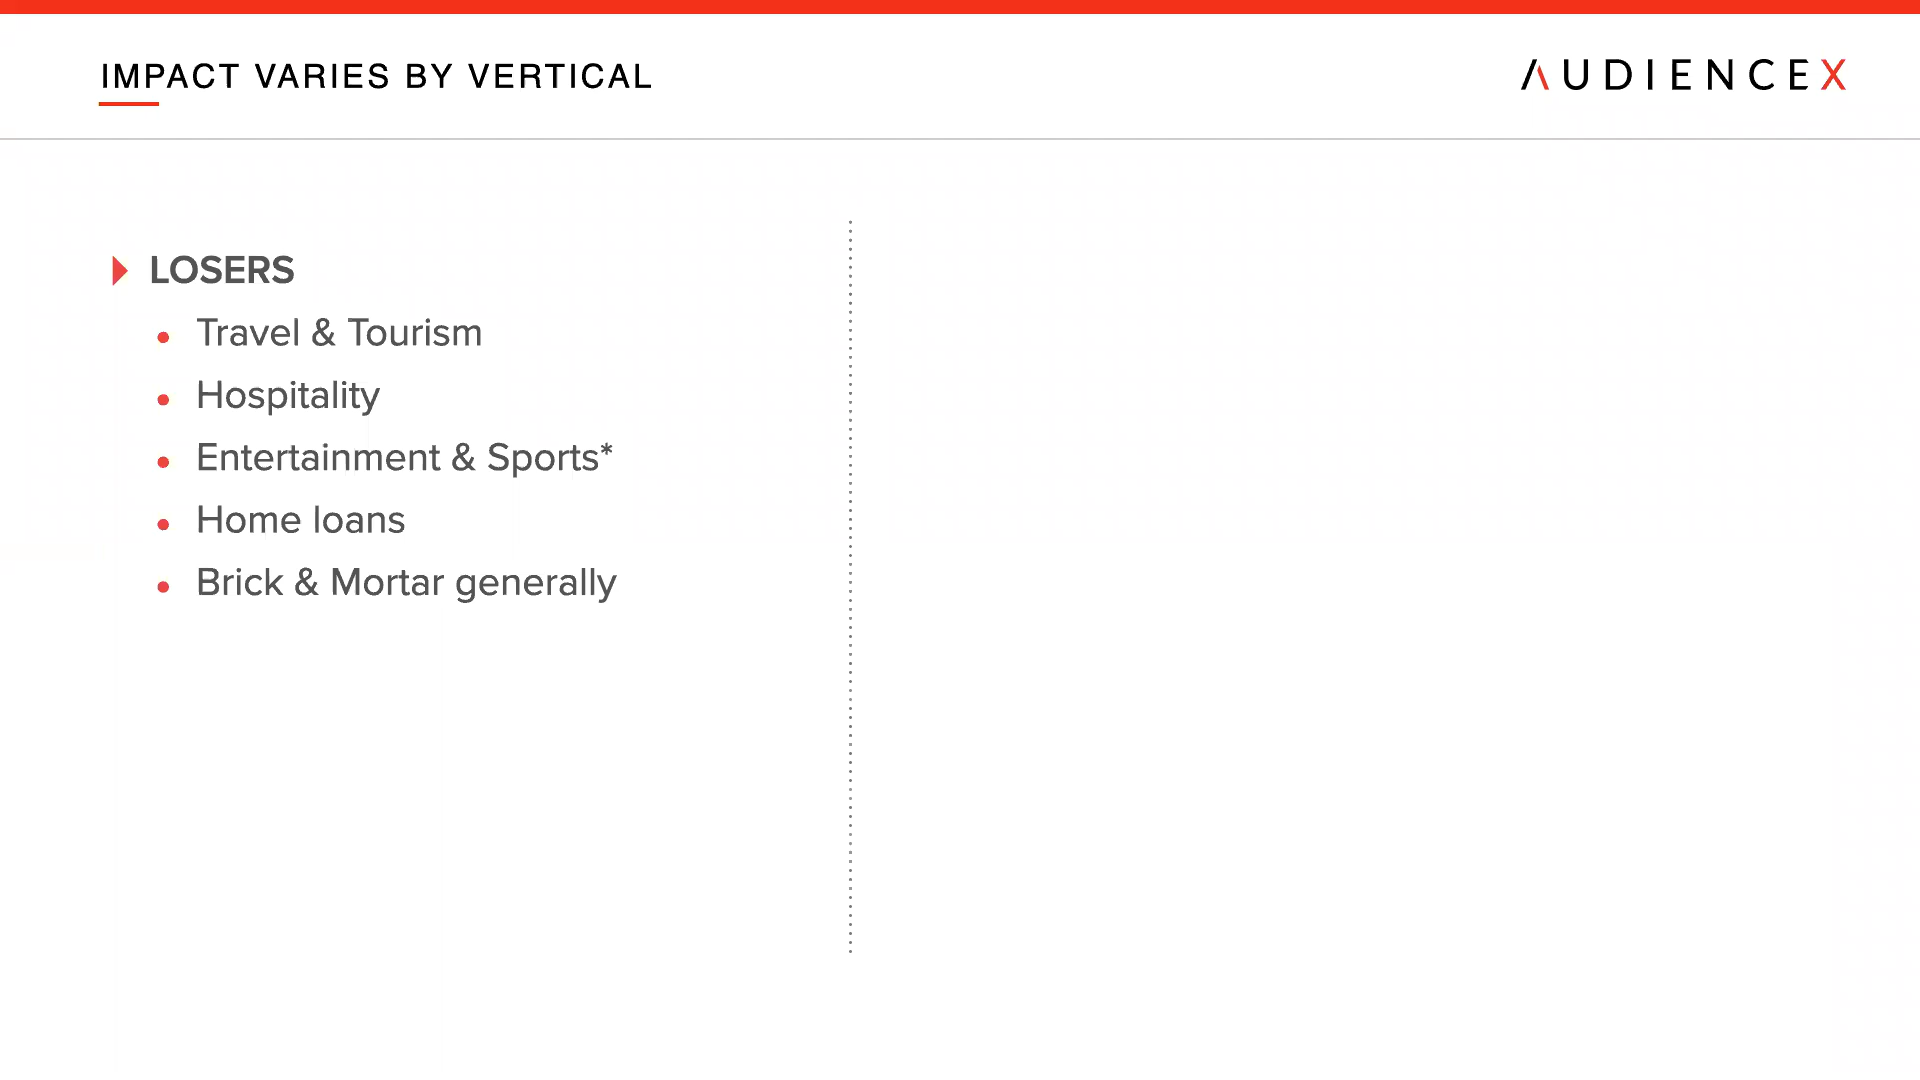 IMPACT VARIES BY VERTICAL
AUDIENCEX
LOSERS
Travel & Tourism
Hospitality
Entertainment & Sports*
Home loans
Brick & Mortar generally